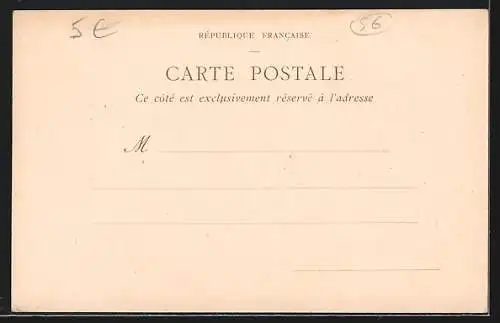 5 €
56
RÉPUBLIQUE FRANÇAISE
CARTE POSTALE
Ce côté est exclusivement réservé à l'adresse
M